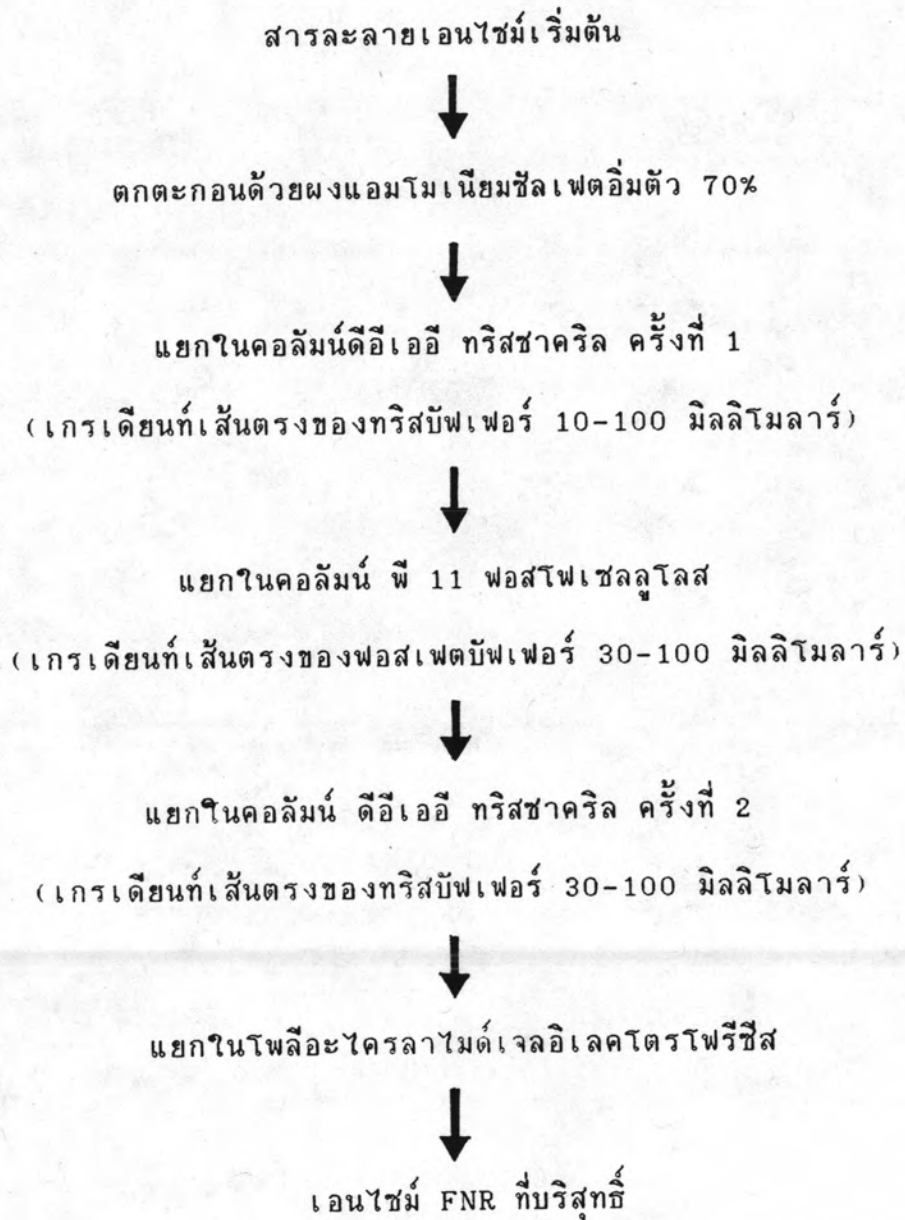 สารละลายเอนไซม์เริ่มต้น
ตกตะกอนด้วยผงแอมโมเนียมซัลเฟตอิ่มตัว 70%
แยกในคอลัมน์ดีอีเออี ทริสซาคริล ครั้งที่ 1
(เกรเดียนท์เส้นตรงของทริสบัฟเฟอร์ 10-100 มิลลิโมลาร์)
แยกในคอลัมน์ พี 11 ฟอสโฟเซลลูโลส
(เกรเดียนท์เส้นตรงของฟอสเฟตบัฟเฟอร์ 30-100 มิลลิโมลาร์)
แยกในคอลัมน์ ดีอีเออี ทริสซาคริล ครั้งที่ 2
(เกรเดียนท์เส้นตรงของทริสบัฟเฟอร์ 30-100 มิลลิโมลาร์)
แยกในโพลีอะไครลาไมด์เจลอิเลคโตรโฟรีซีส
เอนไซม์ FNR ที่บริสุทธิ์